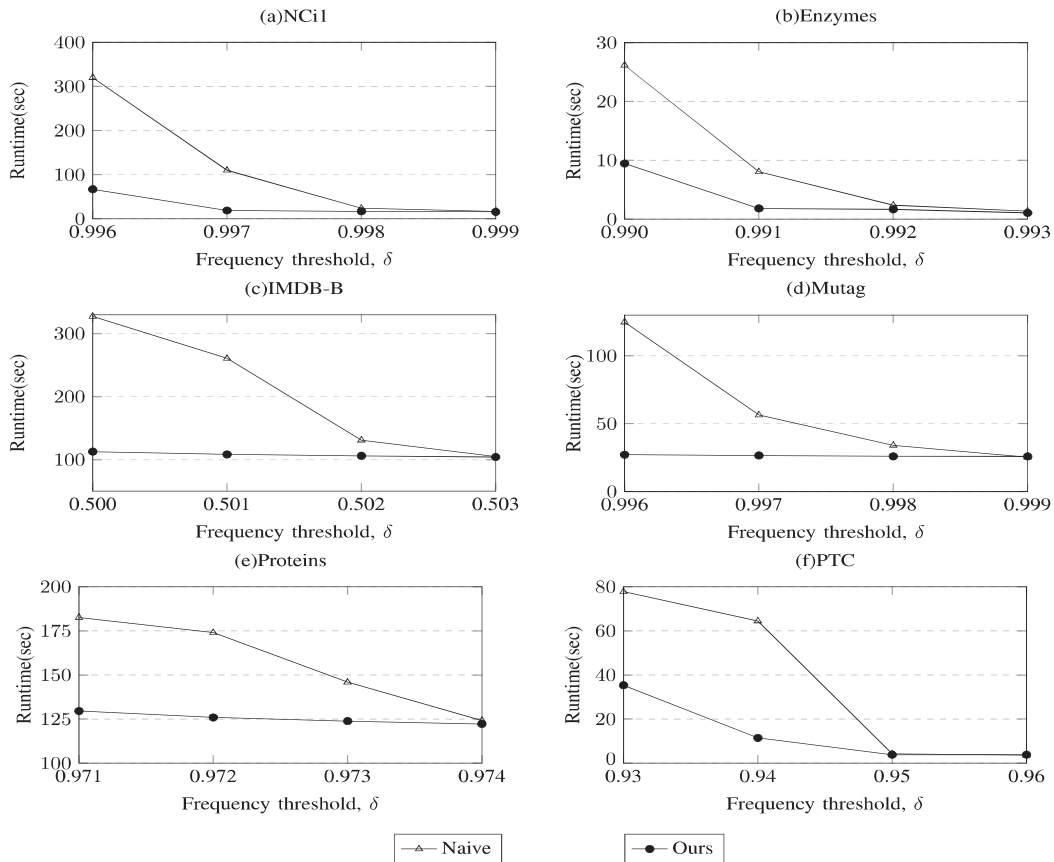 (a)NCi1
400
300
200
100
0
Runtime(sec)
0.996 0.997 0.998 0.999
Frequency threshold, δ
(b)Enzymes
30
20
10
0
Runtime(sec)
0.990 0.991 0.992 0.993
Frequency threshold, δ
(c)IMDB-B
300
200
100
Runtime(sec)
0.500 0.501 0.502 0.503
Frequency threshold, δ
(d)Mutag
100
50
0
Runtime(sec)
0.996 0.997 0.998 0.999
Frequency threshold, δ
(e)Proteins
200
175
150
125
100
Runtime(sec)
0.971 0.972 0.973 0.974
Frequency threshold, δ
(f)PTC
80
60
40
20
0
Runtime(sec)
0.93 0.94 0.95 0.96
Frequency threshold, δ
Naive
Ours